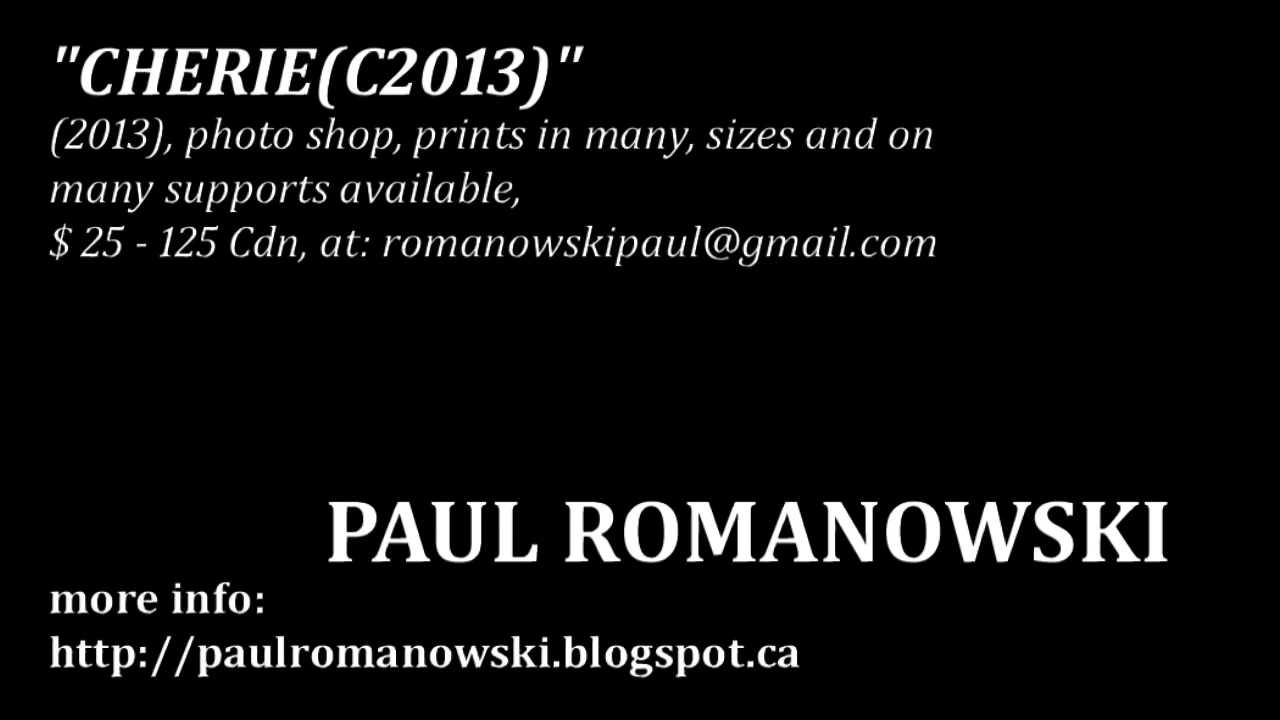 "CHERIE(C2013)"
(2013), photo shop, prints in many, sizes and on
many supports available,
$ 25 - 125 Cdn, at: romanowskipaul@gmail.com
PAUL ROMANOWSKI
more info:
http://paulromanowski.blogspot.ca